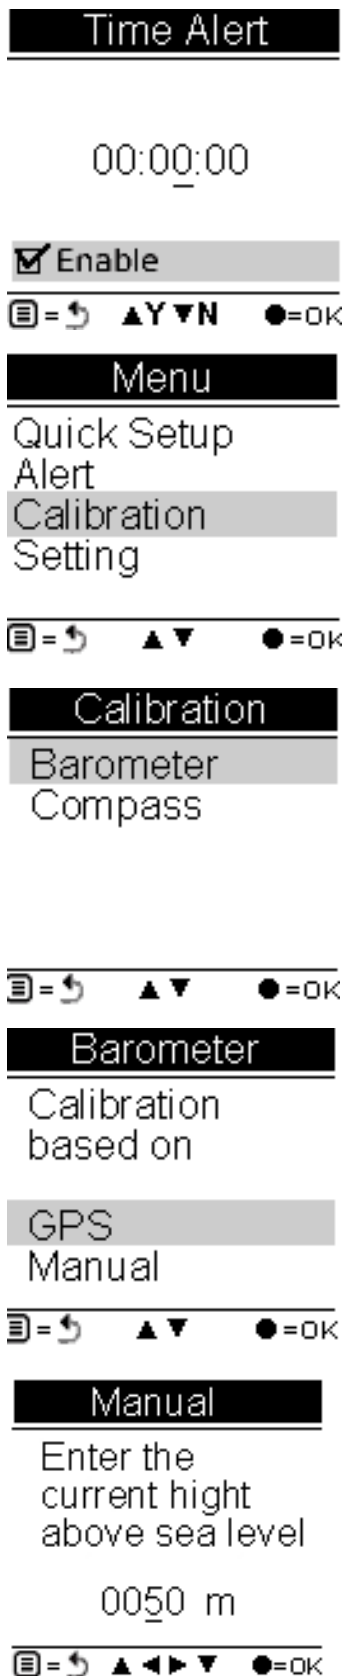 Time Alert
00:00:00
Enable
= ▲Y ▼N ●=OK
Menu
Quick Setup
Alert
Calibration
Setting
= ▲ ▼ ●=OK
Calibration
Barometer
Compass
= ▲ ▼ ●=OK
Barometer
Calibration
based on
GPS
Manual
= ▲ ▼ ●=OK
Manual
Enter the
current hight
above sea level
0050 m
= ▲ ◀ ▶ ▼ ●=OK